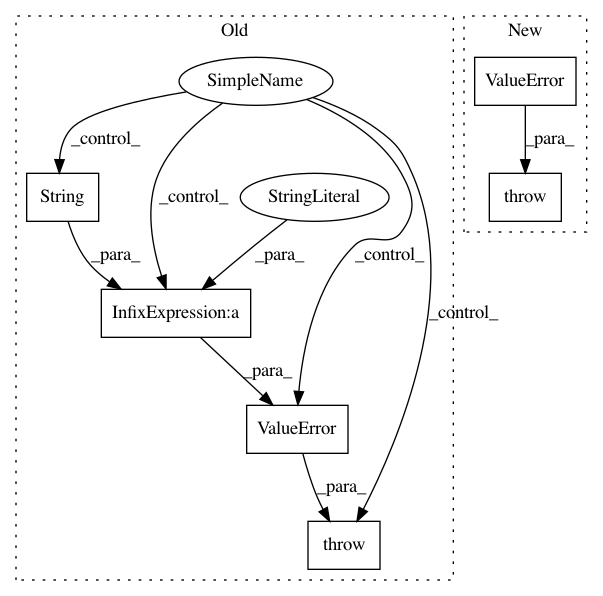 Old
New
SimpleName
ValueError
_control_
_para_
String
_control_
StringLiteral
throw
_para_
_para_
_control_
InfixExpression:a
_control_
_para_
ValueError
_para_
throw